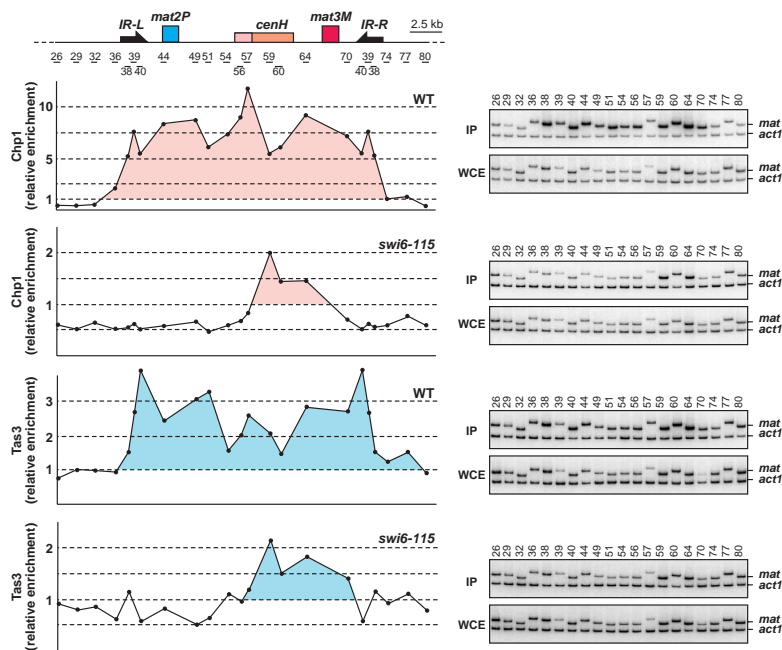 IR-L mat2P cenH mat3M IR-R 2.5 kb
26 29 32 36 39 44 49 51 54 57 59 64 70 39 74 77 80
38 40 56 60 40 38
WT
Chp1
(relative enrichment)
10
5
1
IP
WCE
26 29 32 36 38 39 40 44 49 51 54 56 57 59 60 64 70 74 77 80
mat
act1
mat
act1
swi6-115
Chp1
(relative enrichment)
2
1
IP
WCE
26 29 32 36 38 39 40 44 49 51 54 56 57 59 60 64 70 74 77 80
mat
act1
mat
act1
WT
Tas3
(relative enrichment)
3
2
1
IP
WCE
26 29 32 36 38 39 40 44 49 51 54 56 57 59 60 64 70 74 77 80
mat
act1
mat
act1
swi6-115
Tas3
(relative enrichment)
2
1
IP
WCE
26 29 32 36 38 39 40 44 49 51 54 56 57 59 60 64 70 74 77 80
mat
act1
mat
act1